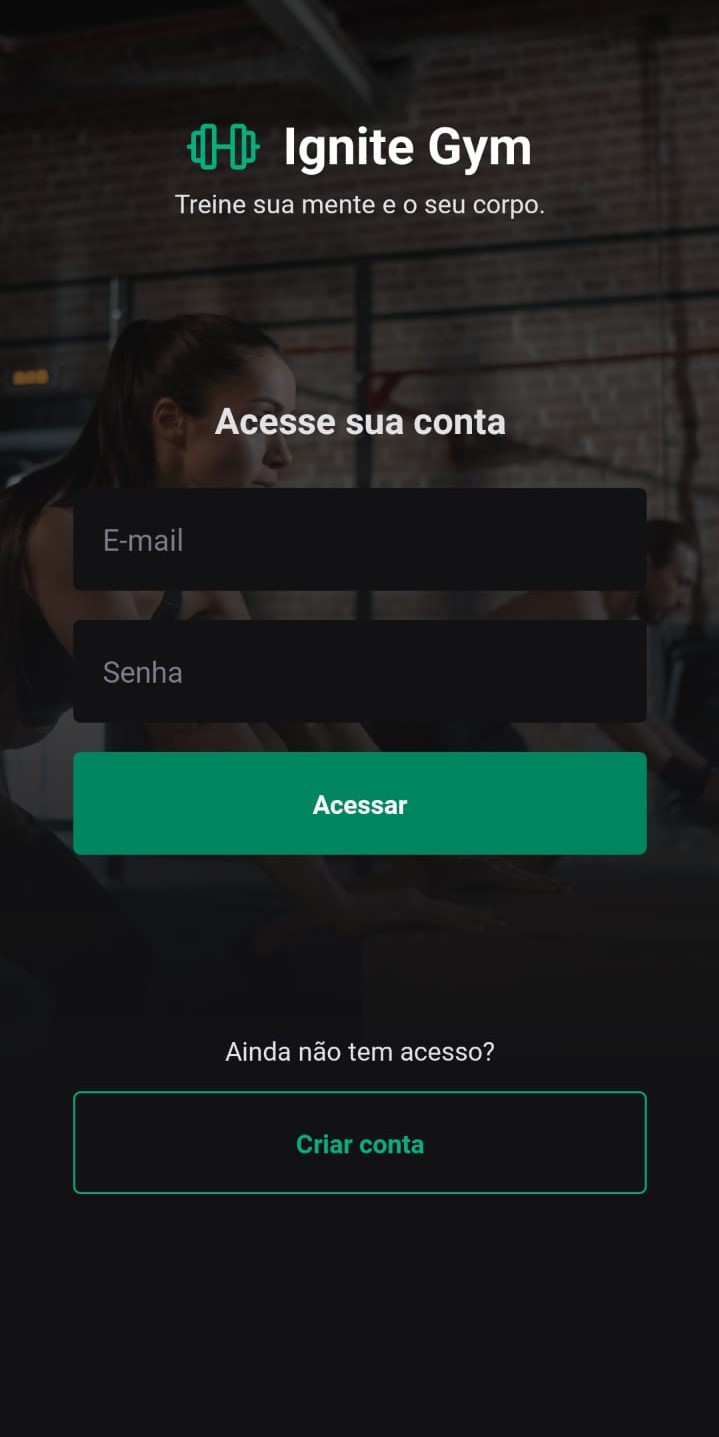 Ignite Gym
Treine sua mente e o seu corpo.
Acesse sua conta
E-mail
Senha
Acessar
Ainda não tem acesso?
Criar conta